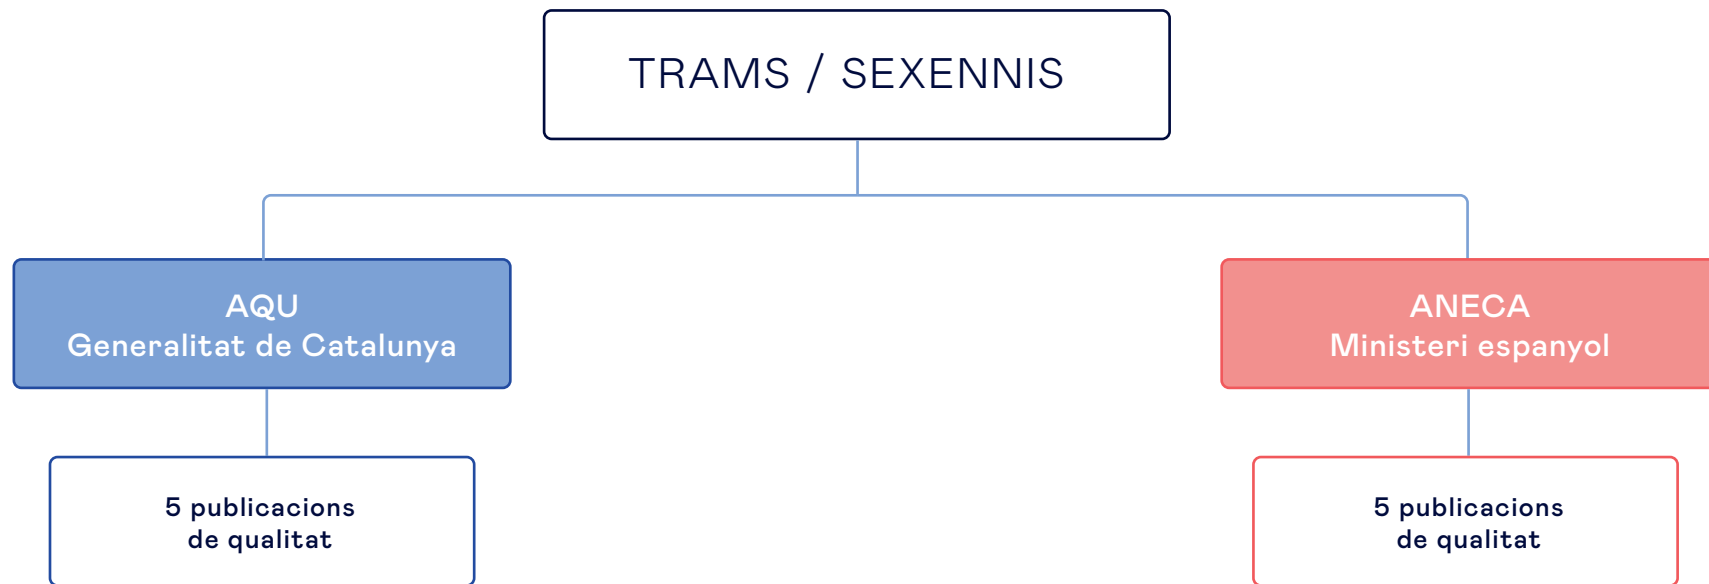 TRAMS / SEXENNIS
AQU
Generalitat de Catalunya
ANECA
Ministeri espanyol
5 publicacions
de qualitat
5 publicacions
de qualitat